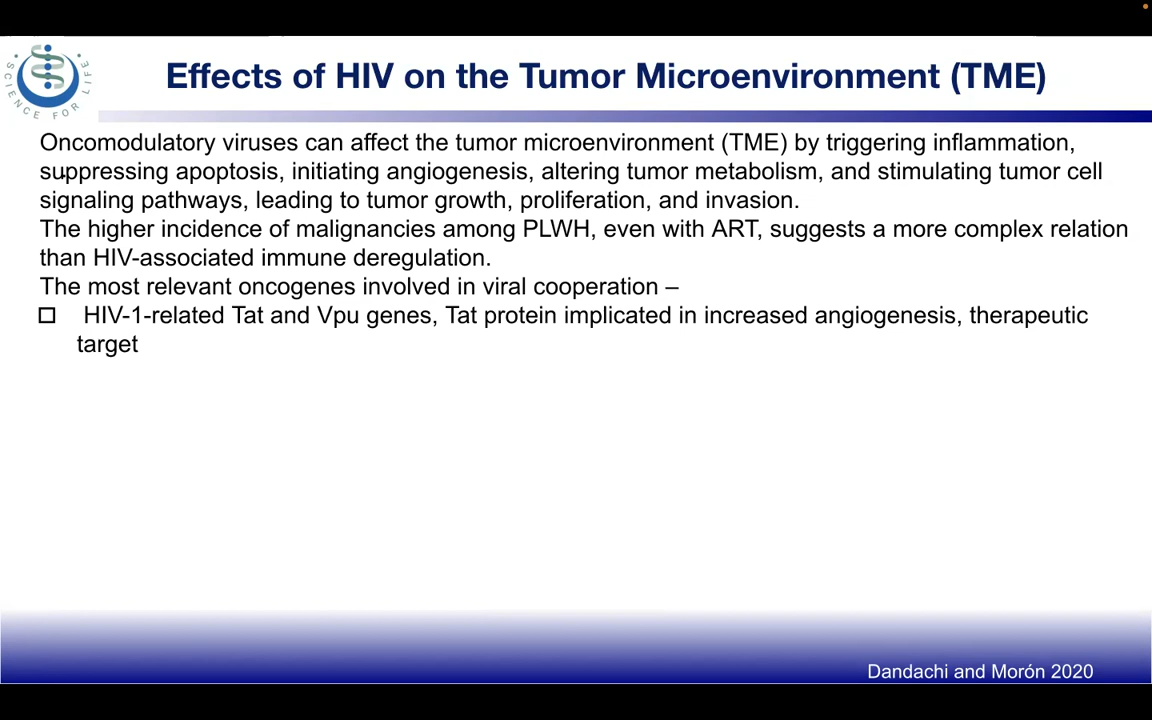 SCIENCE FOR LIFE
Effects of HIV on the Tumor Microenvironment (TME)
Oncomodulatory viruses can affect the tumor microenvironment (TME) by triggering inflammation,
suppressing apoptosis, initiating angiogenesis, altering tumor metabolism, and stimulating tumor cell
signaling pathways, leading to tumor growth, proliferation, and invasion.
The higher incidence of malignancies among PLWH, even with ART, suggests a more complex relation
than HIV-associated immune deregulation.
The most relevant oncogenes involved in viral cooperation –
HIV-1-related Tat and Vpu genes, Tat protein implicated in increased angiogenesis, therapeutic
target
Dandachi and Morón 2020